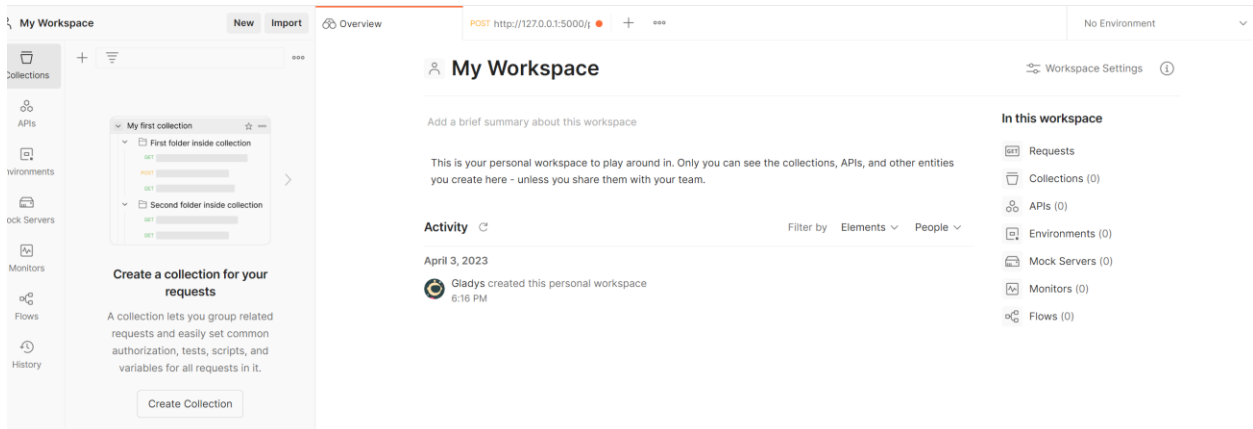 My Workspace
New
Import
Overview
POST http://127.0.0.1:5000/
No Environment
Collections
APIs
nvironments
ock Servers
Monitors
Flows
History
My first collection
First folder inside collection
GET
POST
GET
Second folder inside collection
GET
GET
Create a collection for your
requests
A collection lets you group related
requests and easily set common
authorization, tests, scripts, and
variables for all requests in it.
Create Collection
My Workspace
Workspace Settings
Add a brief summary about this workspace
This is your personal workspace to play around in. Only you can see the collections, APIs, and other entities
you create here - unless you share them with your team.
Activity
Filter by Elements People
April 3, 2023
Gladys created this personal workspace
6:16 PM
In this workspace
GET Requests
Collections (0)
APIs (0)
Environments (0)
Mock Servers (0)
Monitors (0)
Flows (0)